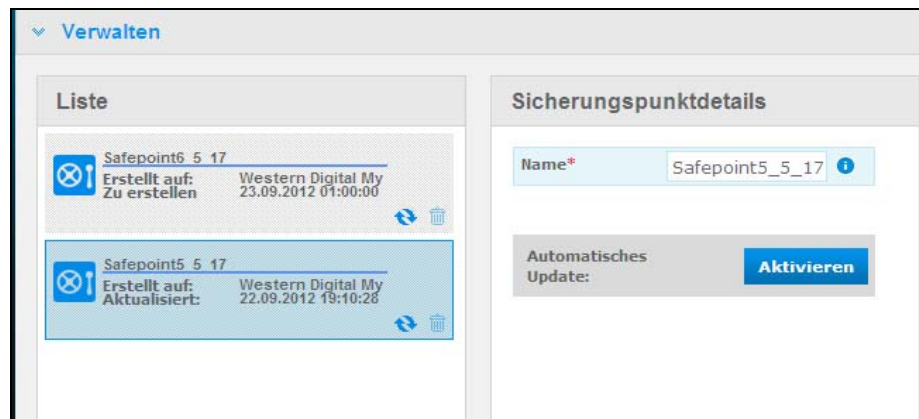 Verwalten
Liste
Safepoint6_5_17
Erstellt auf: Western Digital My
Zu erstellen 23.09.2012 01:00:00
Safepoint5_5_17
Erstellt auf: Western Digital My
Aktualisiert: 22.09.2012 19:10:28
Sicherungspunktdetails
Name* Safepoint5_5_17
Automatisches
Update:
Aktivieren